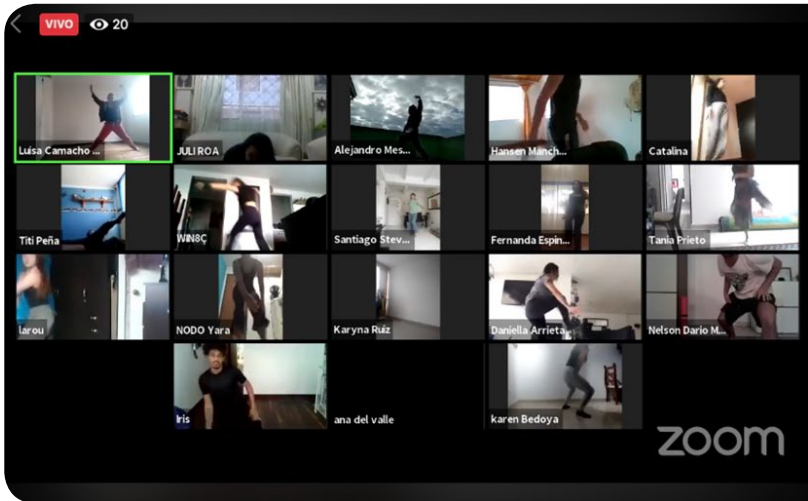 VIVO 20
Luisa Camacho ...
JULI ROA
Alejandro Mes...
Hansen Manch...
Catalina
Titi Peña
WIN8Ç
Santiago Stev...
Fernanda Espin...
Tania Prieto
larou
NODO Yara
Karyna Ruiz
Daniella Arrieta
Nelson Dario M...
Iris
ana del valle
karen Bedoya
zoom